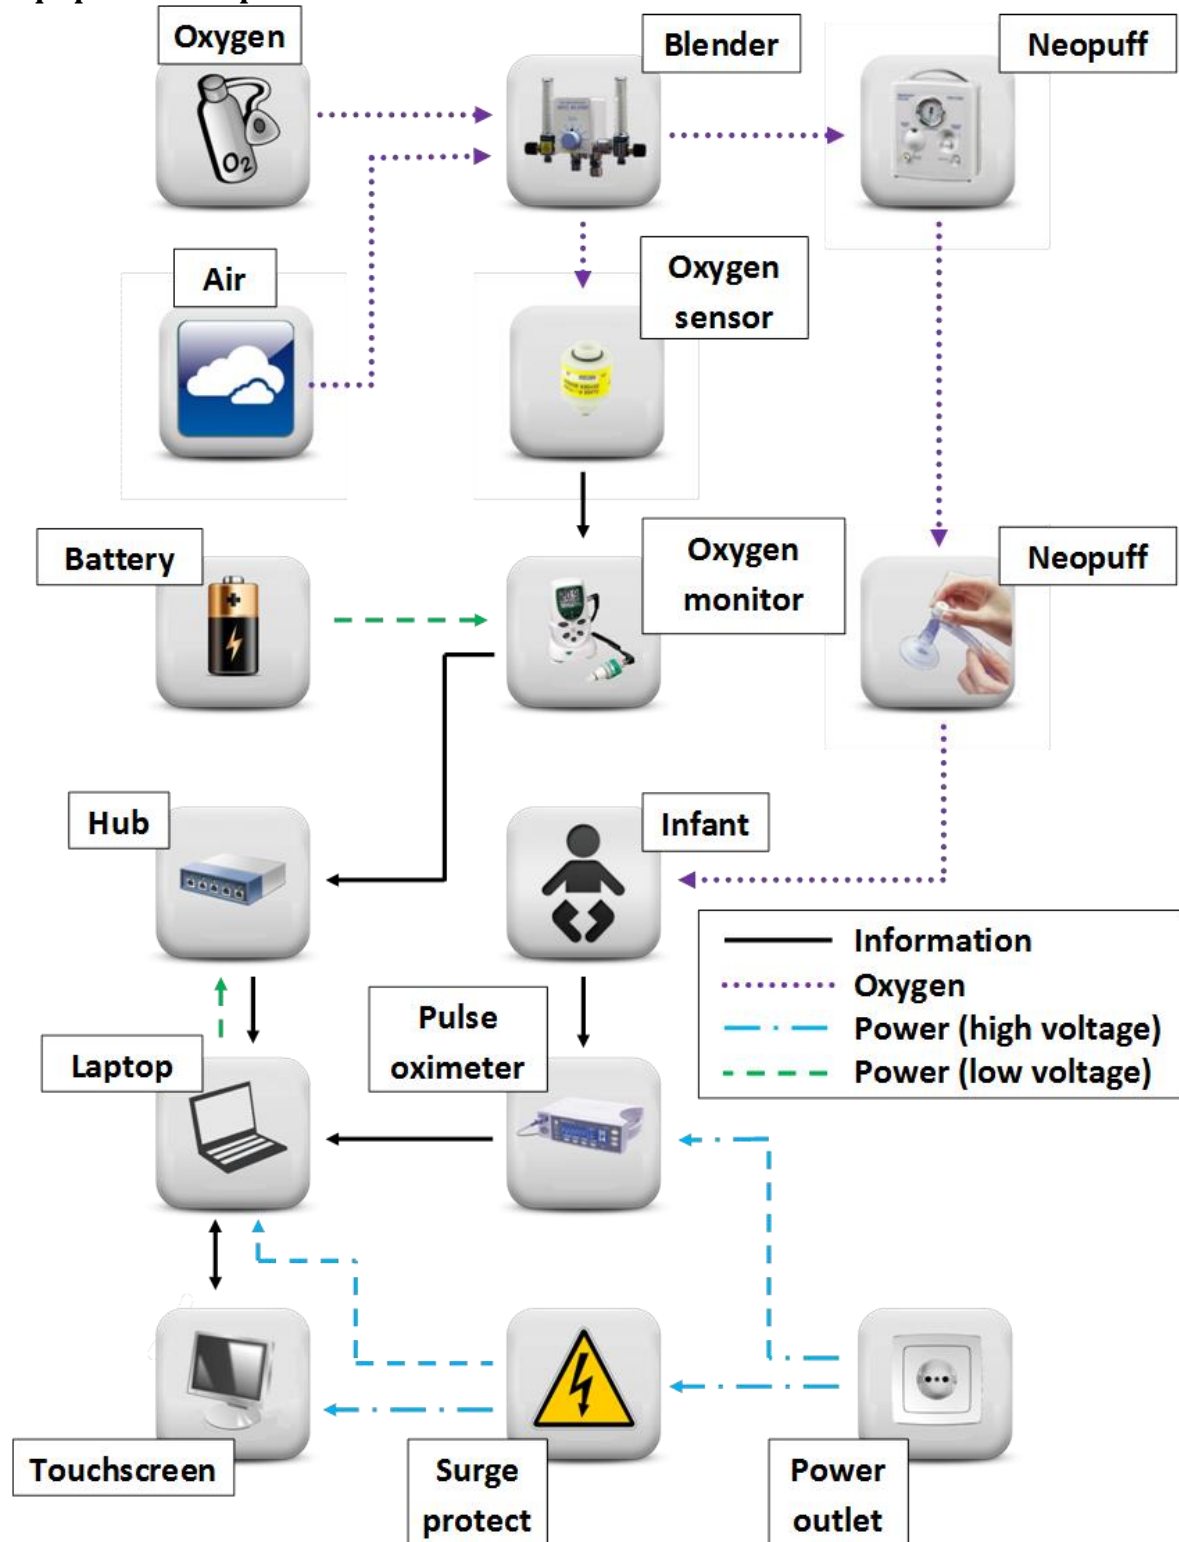 Oxygen
Blender
Neopuff
O2
Air
Oxygen
sensor
Battery
Oxygen
monitor
Neopuff
Hub
Infant
Information
Oxygen
Power (high voltage)
Power (low voltage)
Pulse
oximeter
Laptop
Touchscreen
Surge
protect
Power
outlet